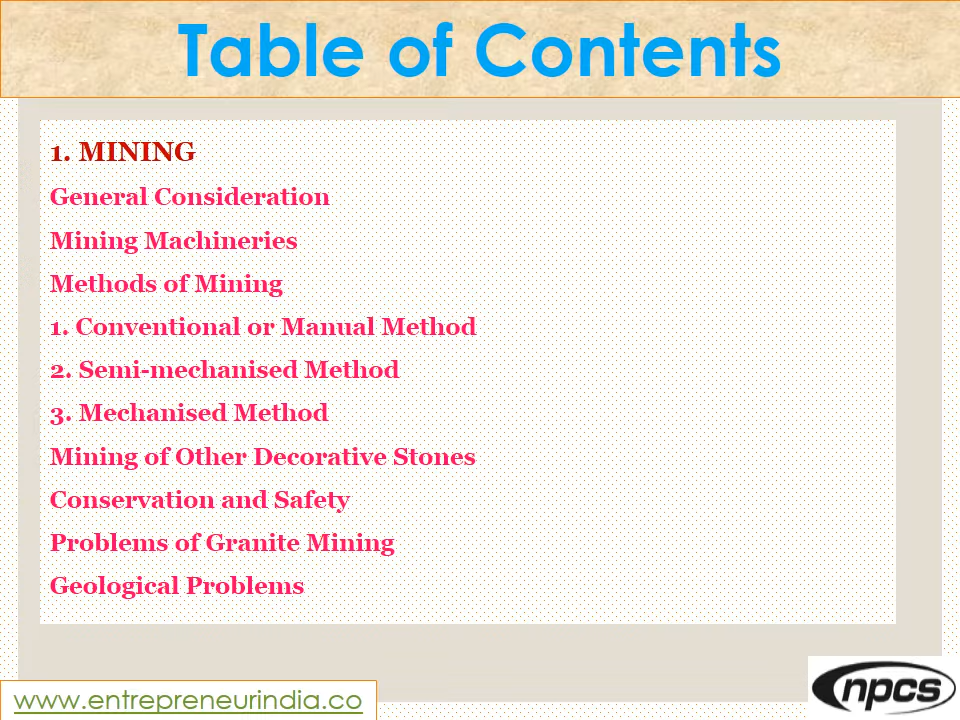 Table of Contents
1. MINING
General Consideration
Mining Machineries
Methods of Mining
1. Conventional or Manual Method
2. Semi-mechanised Method
3. Mechanised Method
Mining of Other Decorative Stones
Conservation and Safety
Problems of Granite Mining
Geological Problems
www.entrepreneurindia.co
npcs